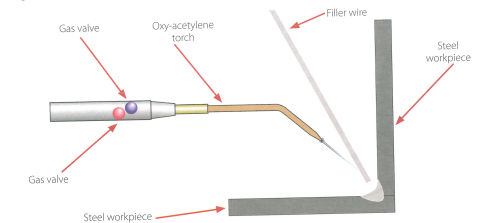 Gas valve
Oxy-acetylene
torch
Filler wire
Steel
workpiece
Gas valve
Steel workpiece